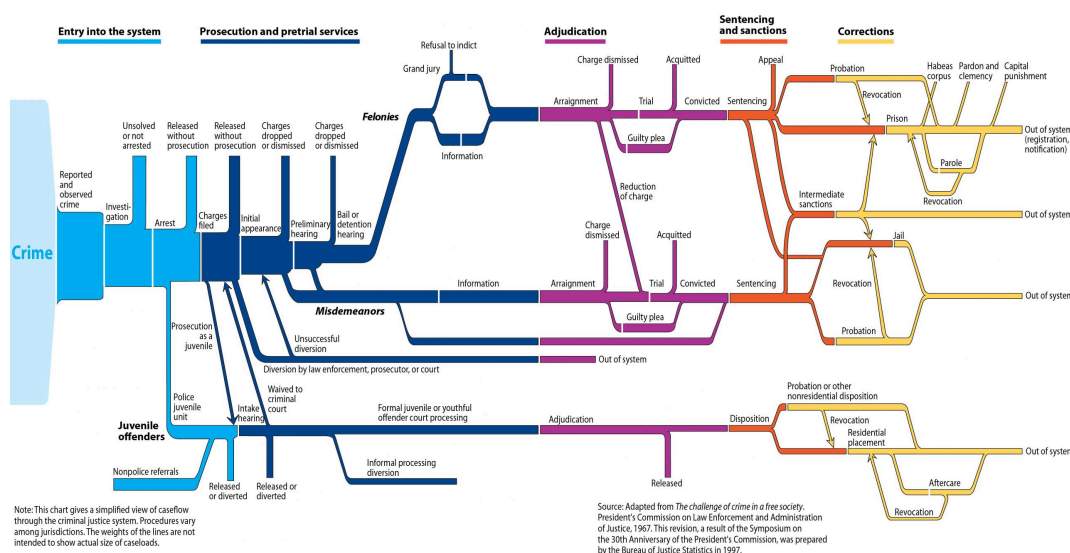 Entry into the system
Prosecution and pretrial services
Adjudication
Sentencing
and sanctions
Corrections
Refusal to indict
Grand jury
Felonies
Information
Charge dismissed
Acquitted
Arraignment
Trial
Convicted
Guilty plea
Reduction
of charge
Appeal
Sentencing
Probation
Revocation
Prison
Habeas
corpus
Pardon and
clemency
Capital
punishment
Out of system
(registration,
notification)
Parole
Revocation
Unsolved
or not
arrested
Released
without
prosecution
Released
without
prosecution
Charges
dropped
or dismissed
Charges
dropped
or dismissed
Crime
Reported
and
observed
crime
Investi-
gation
Arrest
Charges
filed
Initial
appearance
Preliminary
hearing
Bail or
detention
hearing
Intermediate
sanctions
Out of system
Charge
dismissed
Acquitted
Misdemeanors
Information
Arraignment
Trial
Convicted
Guilty plea
Sentencing
Jail
Revocation
Out of system
Probation
Prosecution
as a
juvenile
Unsuccessful
diversion
Diversion by law enforcement, prosecutor, or court
Out of system
Police
juvenile
unit
Juvenile
offenders
Intake
hearing
Waived to
criminal
court
Formal juvenile or youthful
offender court processing
Adjudication
Disposition
Probation or other
nonresidential disposition
Revocation
Residential
placement
Out of system
Nonpolice referrals
Released
or diverted
Released or
diverted
Informal processing
diversion
Released
Aftercare
Revocation
Note: This chart gives a simplified view of caseflow
through the criminal justice system. Procedures vary
among jurisdictions. The weights of the lines are not
intended to show actual size of caseloads.
Source: Adapted from The challenge of crime in a free society.
President's Commission on Law Enforcement and Administration
of Justice, 1967. This revision, a result of the Symposium on
the 30th Anniversary of the President's Commission, was prepared
by the Bureau of Justice Statistics in 1997.